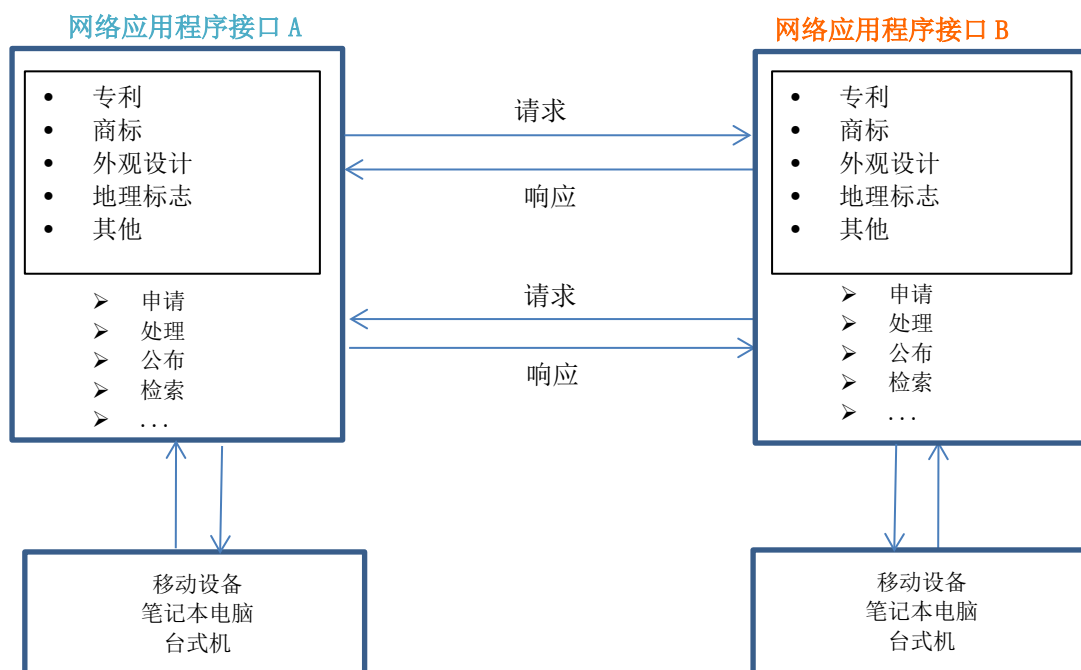 网络应用程序接口 A
• 专利
• 商标
• 外观设计
• 地理标志
• 其他
➢ 申请
➢ 处理
➢ 公布
➢ 检索
➢ ...
请求
响应
请求
响应
网络应用程序接口 B
• 专利
• 商标
• 外观设计
• 地理标志
• 其他
➢ 申请
➢ 处理
➢ 公布
➢ 检索
➢ ...
移动设备
笔记本电脑
台式机
移动设备
笔记本电脑
台式机